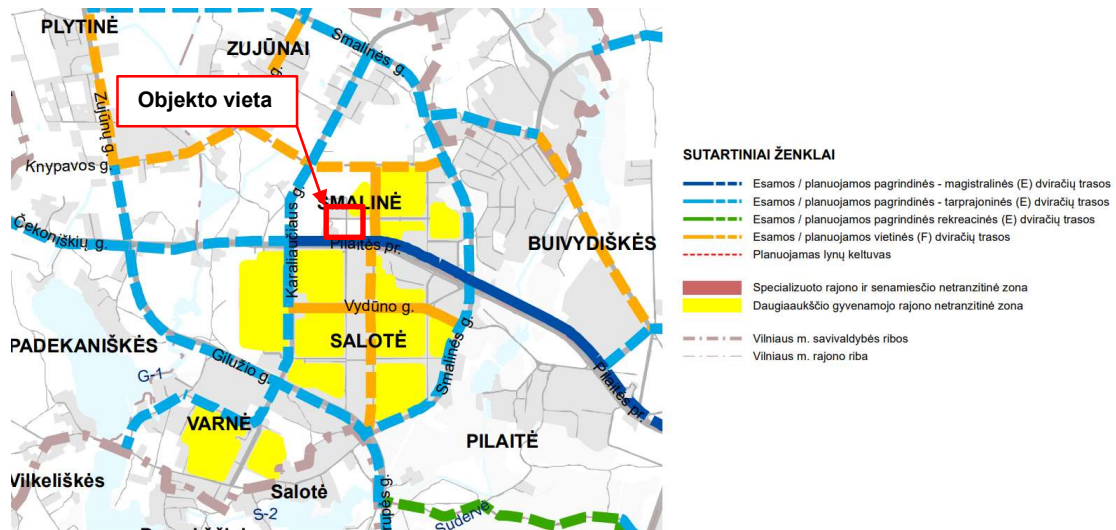 PLYTINĖ
ZUJŪNAI
Smalinės g.
g.
Objekto vieta
Zujūnų g.
Knypavos g.
SMALINĖ
Karaliaučiaus g.
Čekoniškių g.
Pilaitės pr.
BUIVYDIŠKĖS
Vydūno g.
SALOTĖ
PADEKANIŠKĖS
Gilužio g.
Smalinės g.
G-1
Pilaitės pr.
VARNĖ
PILAITĖ
Vilkeliškės
Salotė
S-2
Sudervė
SUTARTINIAI ŽENKLAI
Esamos / planuojamos pagrindinės - magistralinės (E) dviračių trasos
Esamos / planuojamos pagrindinės - tarprajoninės (E) dviračių trasos
Esamos / planuojamos pagrindinės rekreacinės (E) dviračių trasos
Esamos / planuojamos vietinės (F) dviračių trasos
Planuojamas lynų keltuvas
Specializuoto rajono ir senamiesčio netranzitinė zona
Daugiaaukščio gyvenamojo rajono netranzitinė zona
Vilniaus m. savivaldybės ribos
Vilniaus m. rajono riba